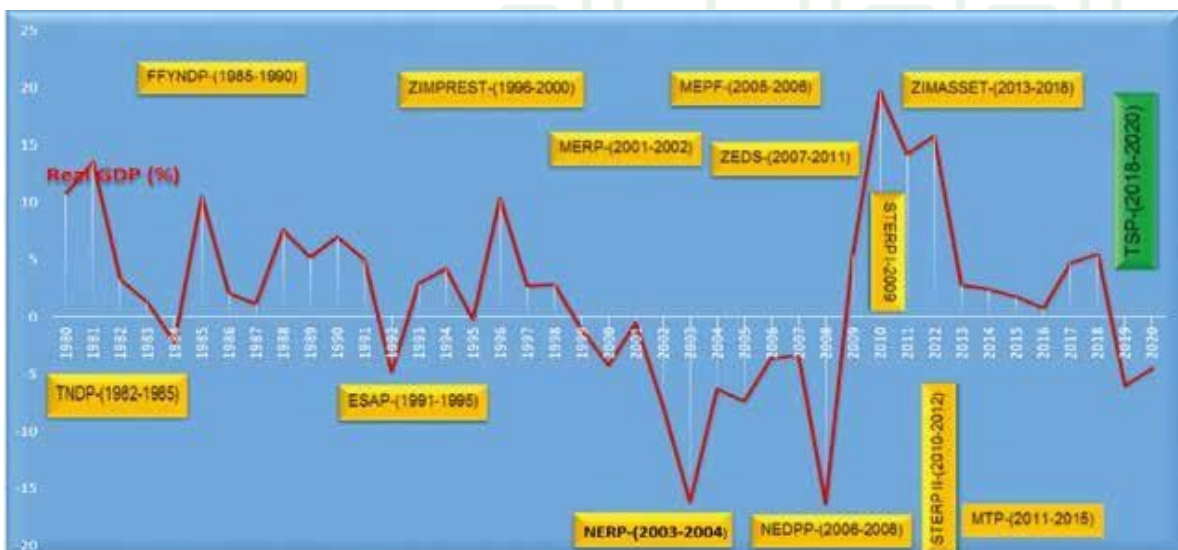 25
20
15
10
5
0
-5
-10
-15
-20
Real GDP (%)
FFYNDP-(1985-1990)
ZIMPREST-(1996-2000)
MEPF-(2005-2006)
ZIMASSET-(2013-2018)
MERP-(2001-2002)
ZEDS-(2007-2011)
STERP I-2009
TSP-(2018-2020)
1980 1981 1982 1983 1984 1985 1986 1987 1988 1989 1990 1991 1992 1993 1994 1995 1996 1997 1998 1999 2000 2001 2002 2003 2004 2005 2006 2007 2008 2009 2010 2011 2012 2013 2014 2015 2016 2017 2018 2019 2020
TNDP-(1982-1985)
ESAP-(1991-1995)
NERP-(2003-2004)
NEDPP-(2006-2008)
STERP II-(2010-2012)
MTP-(2011-2015)